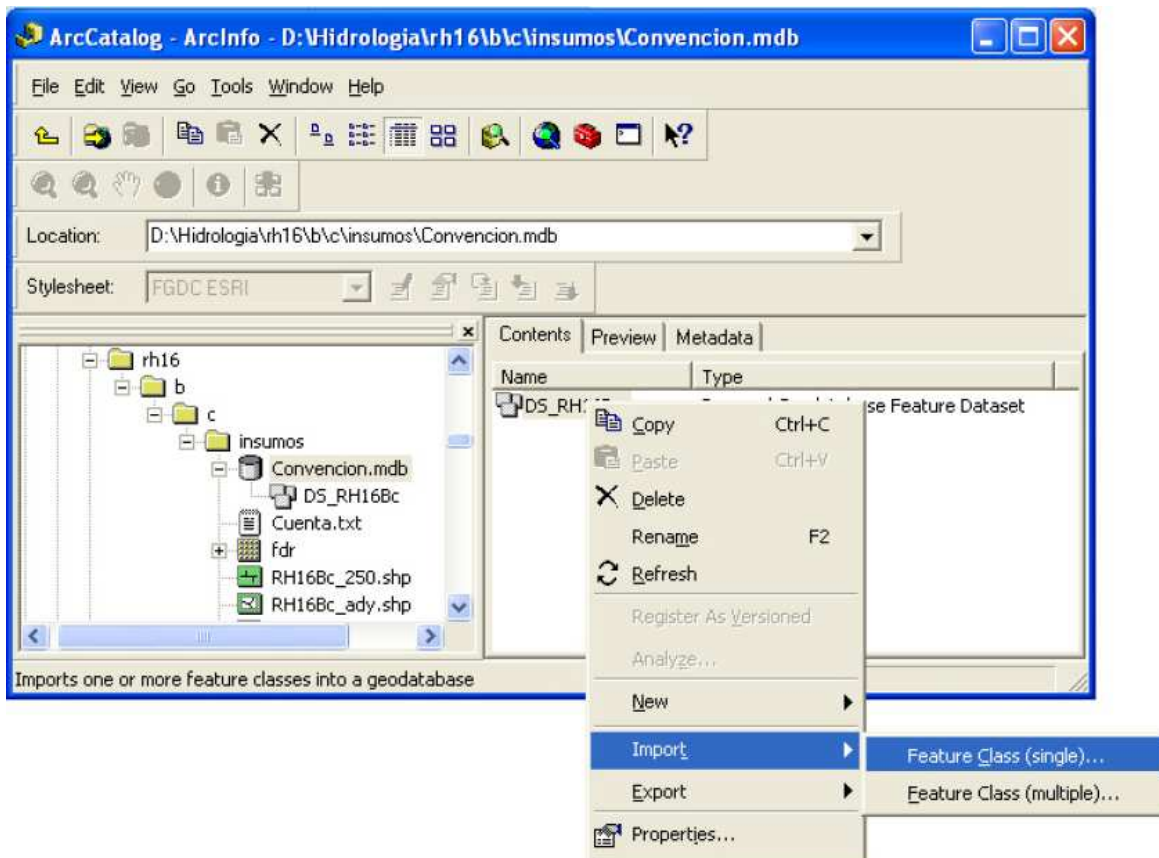 ArcCatalog - ArcInfo - D:\Hidrologia\rh16\b\c\insumos\Convencion.mdb
File Edit View Go Tools Window Help
Location: D:\Hidrologia\rh16\b\c\insumos\Convencion.mdb
Stylesheet: FGDC ESRI
rh16
b
c
insumos
Convencion.mdb
DS_RH16Bc
Cuenta.txt
fdr
RH16Bc_250.shp
RH16Bc_ady.shp
Contents Preview Metadata
Name Type
Feature Dataset
Copy Ctrl+C
Paste Ctrl+V
Delete
Rename F2
Refresh
Register As Versioned
Analyze...
New
Import
Export
Properties...
Feature Class (single)...
Feature Class (multiple)...
Imports one or more feature classes into a geodatabase